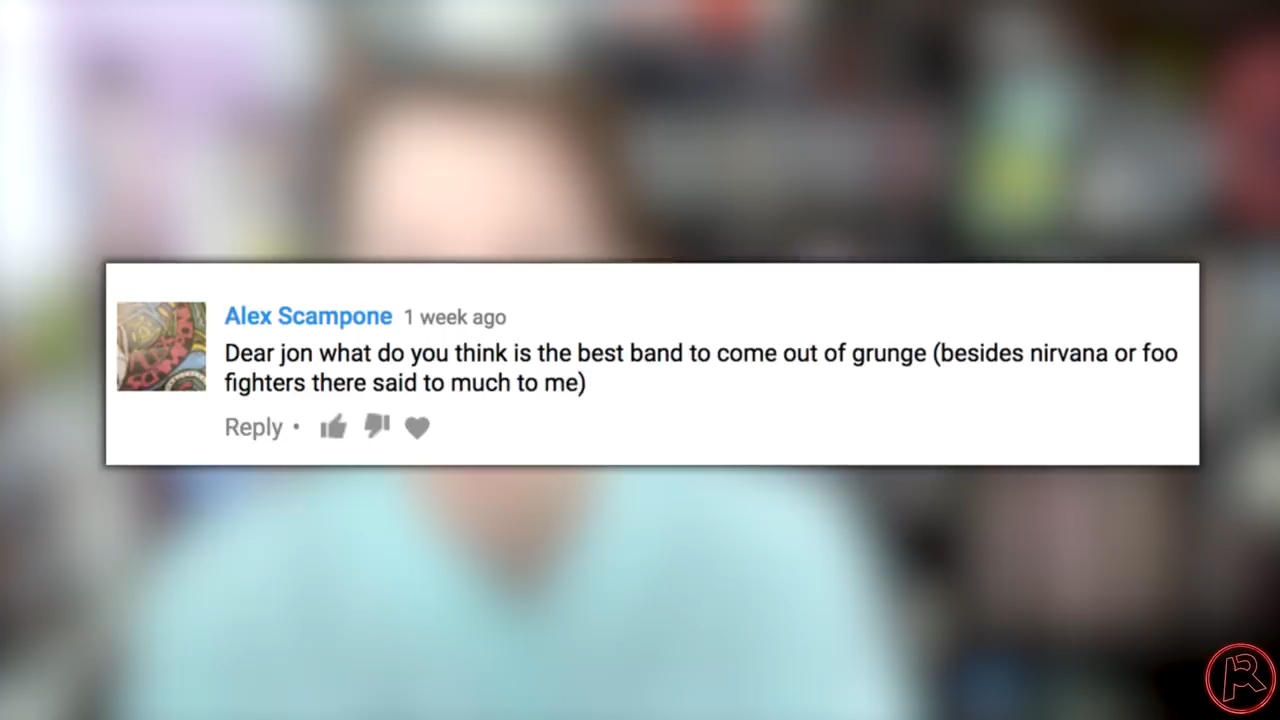 Alex Scampone 1 week ago
Dear jon what do you think is the best band to come out of grunge (besides nirvana or foo
fighters there said to much to me)
Reply •